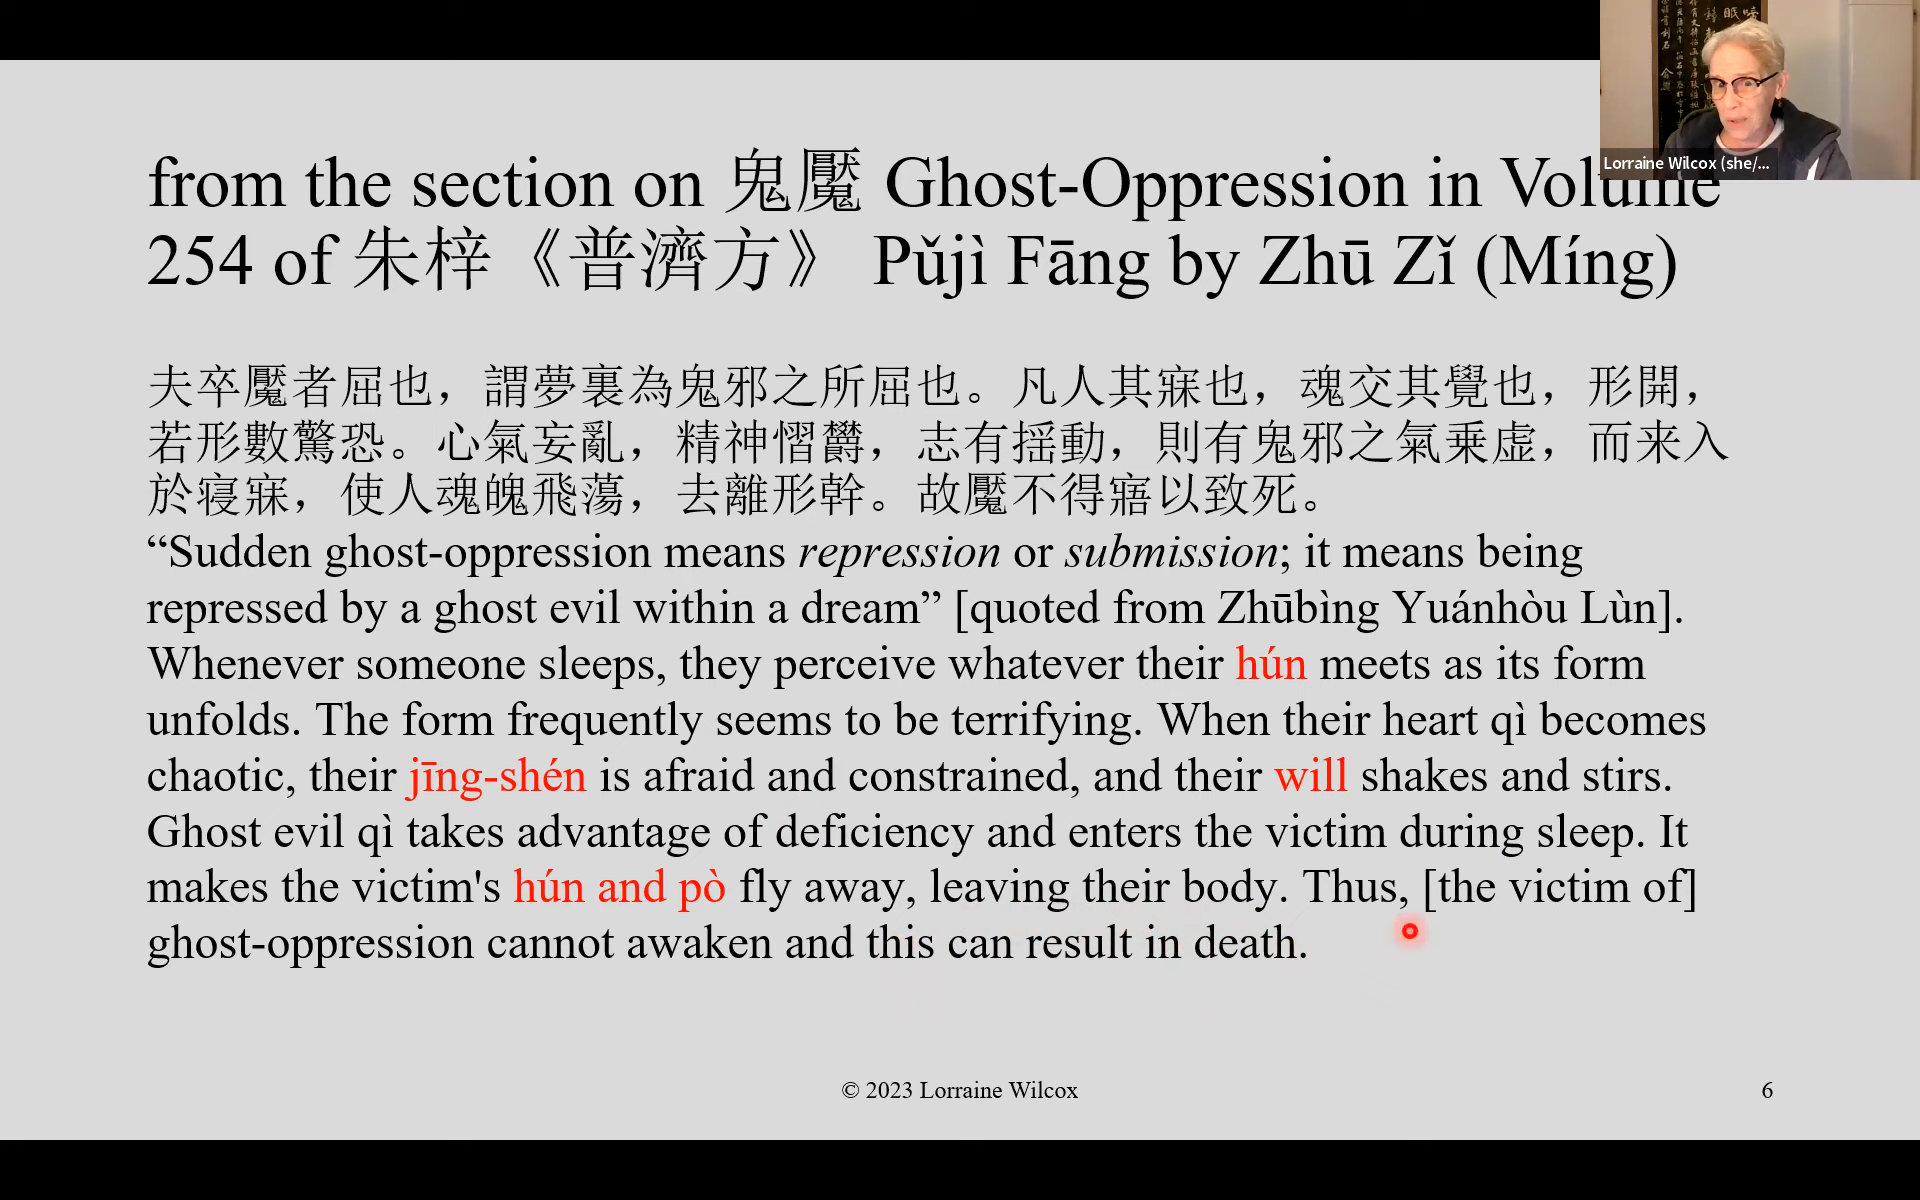 Lorraine Wilcox (she/...
from the section on 鬼魘 Ghost-Oppression in Volume
254 of 朱梓《普濟方》 Pǔjì Fāng by Zhū Zǐ (Míng)
夫卒魘者屈也，謂夢裏為鬼邪之所屈也。凡人其寐也，魂交其覺也，形開，
若形數驚恐。心氣妄亂，精神慴欝，志有揺動，則有鬼邪之氣乗虚，而来入
於寝寐，使人魂魄飛蕩，去離形幹。故魘不得寤以致死。
“Sudden ghost-oppression means repression or submission; it means being
repressed by a ghost evil within a dream” [quoted from Zhūbìng Yuánhòu Lùn].
Whenever someone sleeps, they perceive whatever their hún meets as its form
unfolds. The form frequently seems to be terrifying. When their heart qì becomes
chaotic, their jīng-shén is afraid and constrained, and their will shakes and stirs.
Ghost evil qì takes advantage of deficiency and enters the victim during sleep. It
makes the victim's hún and pò fly away, leaving their body. Thus, [the victim of]
ghost-oppression cannot awaken and this can result in death.
© 2023 Lorraine Wilcox
6